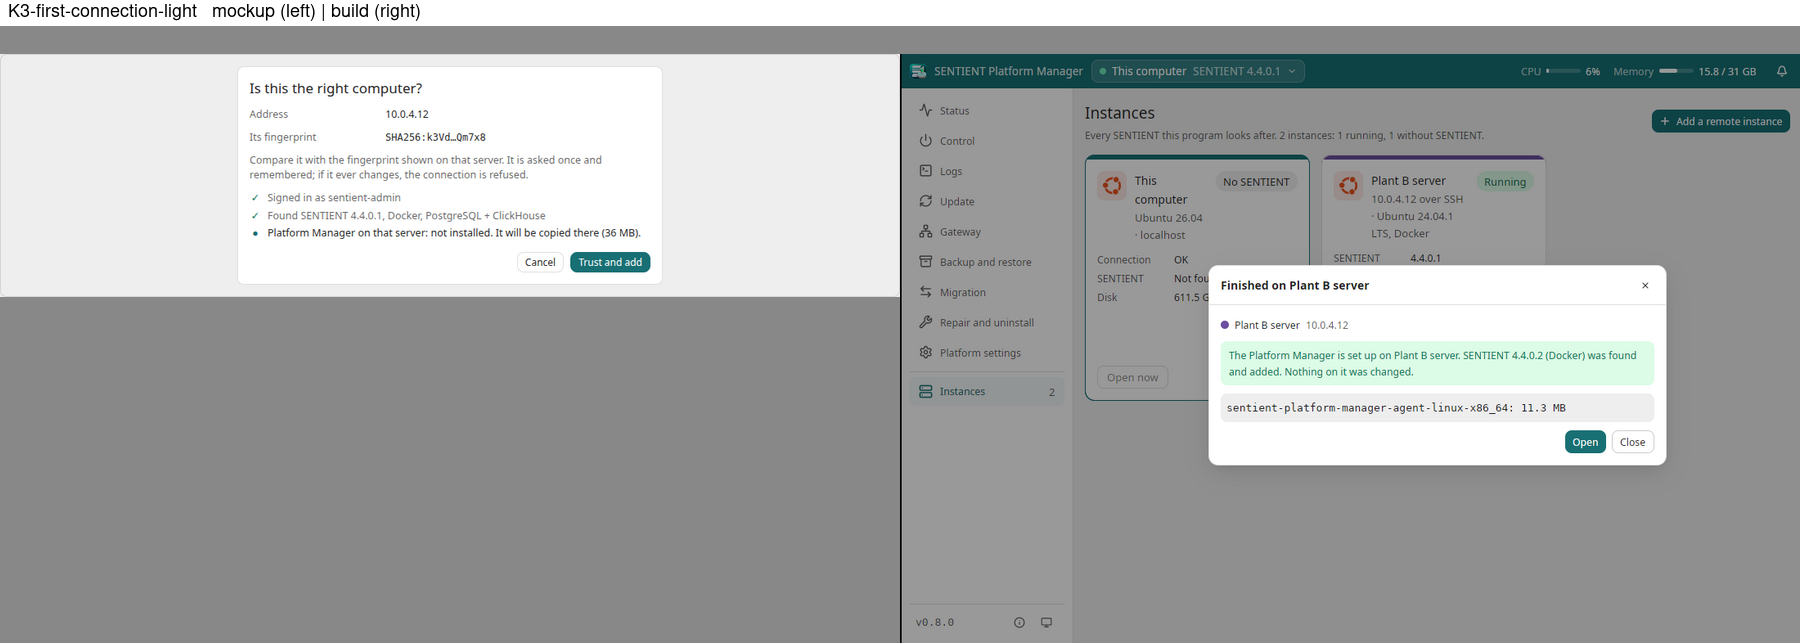 K3-first-connection-light mockup (left) | build (right)
Is this the right computer?
Address 10.0.4.12
Its fingerprint SHA256:k3Vd…Qm7x8
Compare it with the fingerprint shown on that server. It is asked once and
remembered; if it ever changes, the connection is refused.
✓ Signed in as sentient-admin
✓ Found SENTIENT 4.4.0.1, Docker, PostgreSQL + ClickHouse
● Platform Manager on that server: not installed. It will be copied there (36 MB).
Cancel Trust and add
SENTIENT Platform Manager This computer SENTIENT 4.4.0.1 CPU 6% Memory 15.8 / 31 GB
Status
Control
Logs
Update
Gateway
Backup and restore
Migration
Repair and uninstall
Platform settings
Instances 2
v0.8.0
Instances
Every SENTIENT this program looks after. 2 instances: 1 running, 1 without SENTIENT.
+ Add a remote instance
This
computer
No SENTIENT
Ubuntu 26.04
· localhost
Connection OK
SENTIENT Not fou
Disk 611.5 G
Open now
Plant B server
Running
10.0.4.12 over SSH
· Ubuntu 24.04.1
LTS, Docker
SENTIENT 4.4.0.1
Finished on Plant B server ×
Plant B server 10.0.4.12
The Platform Manager is set up on Plant B server. SENTIENT 4.4.0.2 (Docker) was found
and added. Nothing on it was changed.
sentient-platform-manager-agent-linux-x86_64: 11.3 MB
Open Close